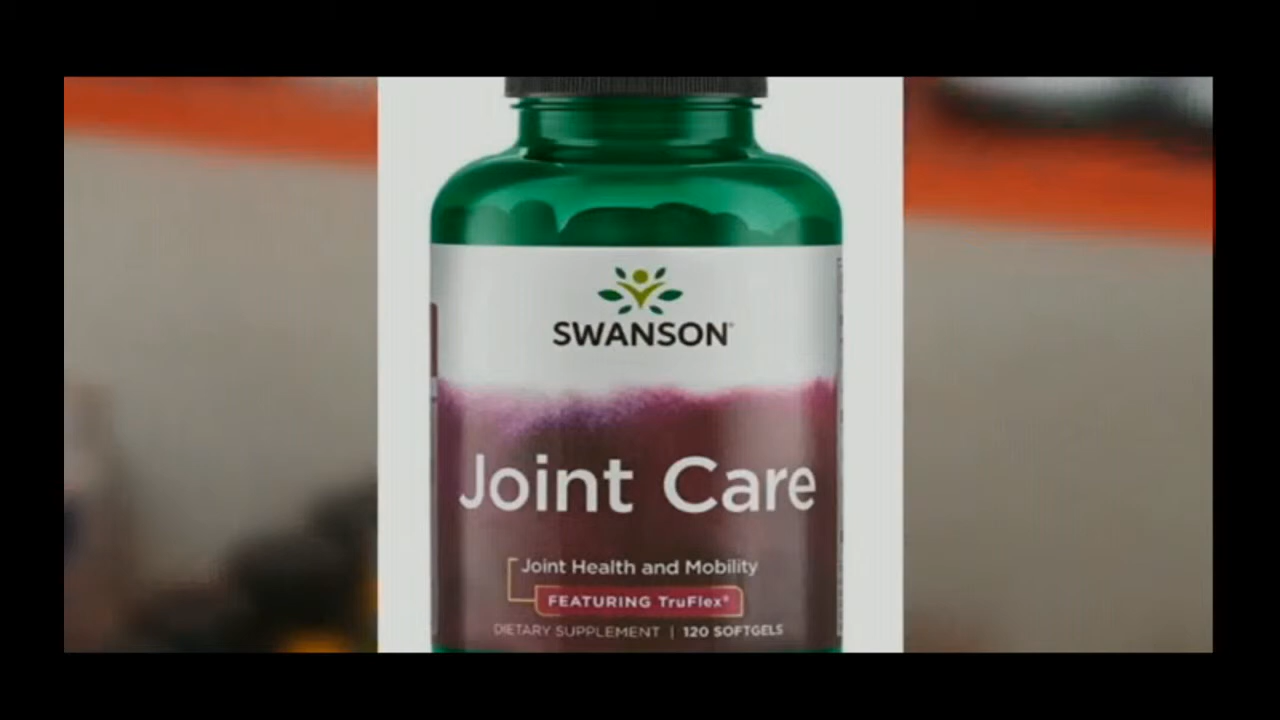 SWANSON®
Joint Care
Joint Health and Mobility
FEATURING TruFlex®
DIETARY SUPPLEMENT | 120 SOFTGELS